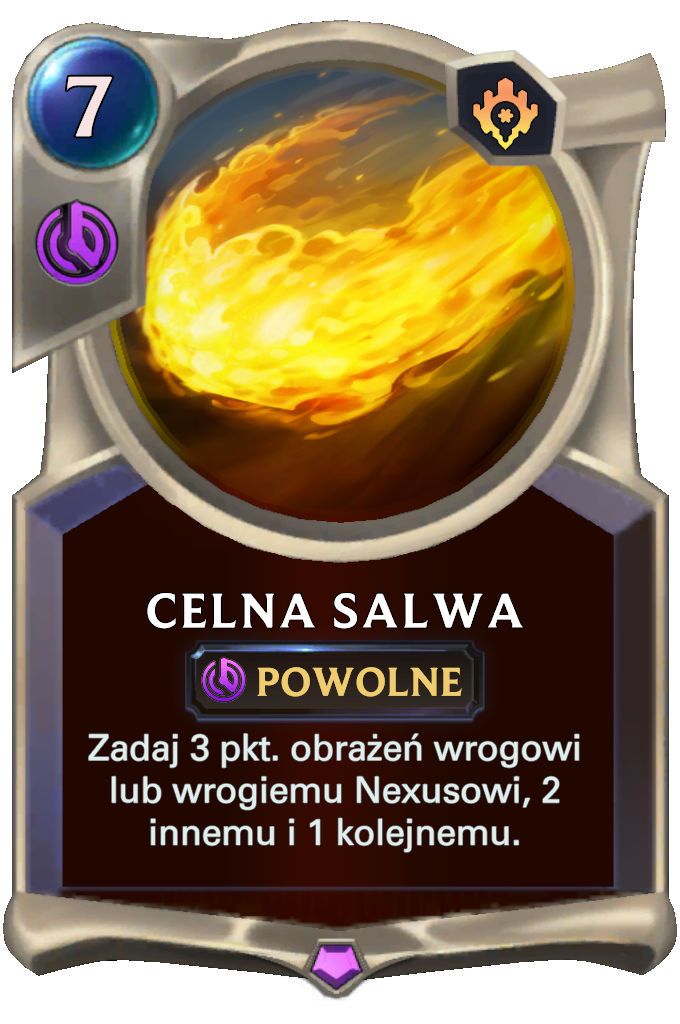 7
CELNA SALWA
POWOLNE
Zadaj 3 pkt. obrażeń wrogowi
lub wrogiemu Nexusowi, 2
innemu i 1 kolejnemu.